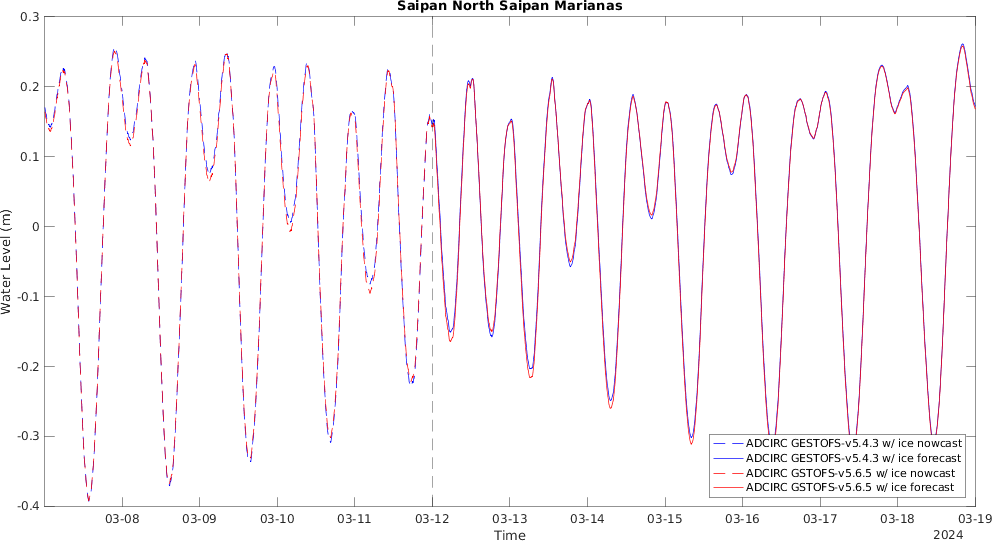 Saipan North Saipan Marianas
Water Level (m)
0.3
0.2
0.1
0
-0.1
-0.2
-0.3
-0.4
ADCIRC GESTOFS-v5.4.3 w/ ice nowcast
ADCIRC GESTOFS-v5.4.3 w/ ice forecast
ADCIRC GSTOFS-v5.6.5 w/ ice nowcast
ADCIRC GSTOFS-v5.6.5 w/ ice forecast
03-08 03-09 03-10 03-11 03-12 03-13 03-14 03-15 03-16 03-17 03-18 03-19
Time
2024